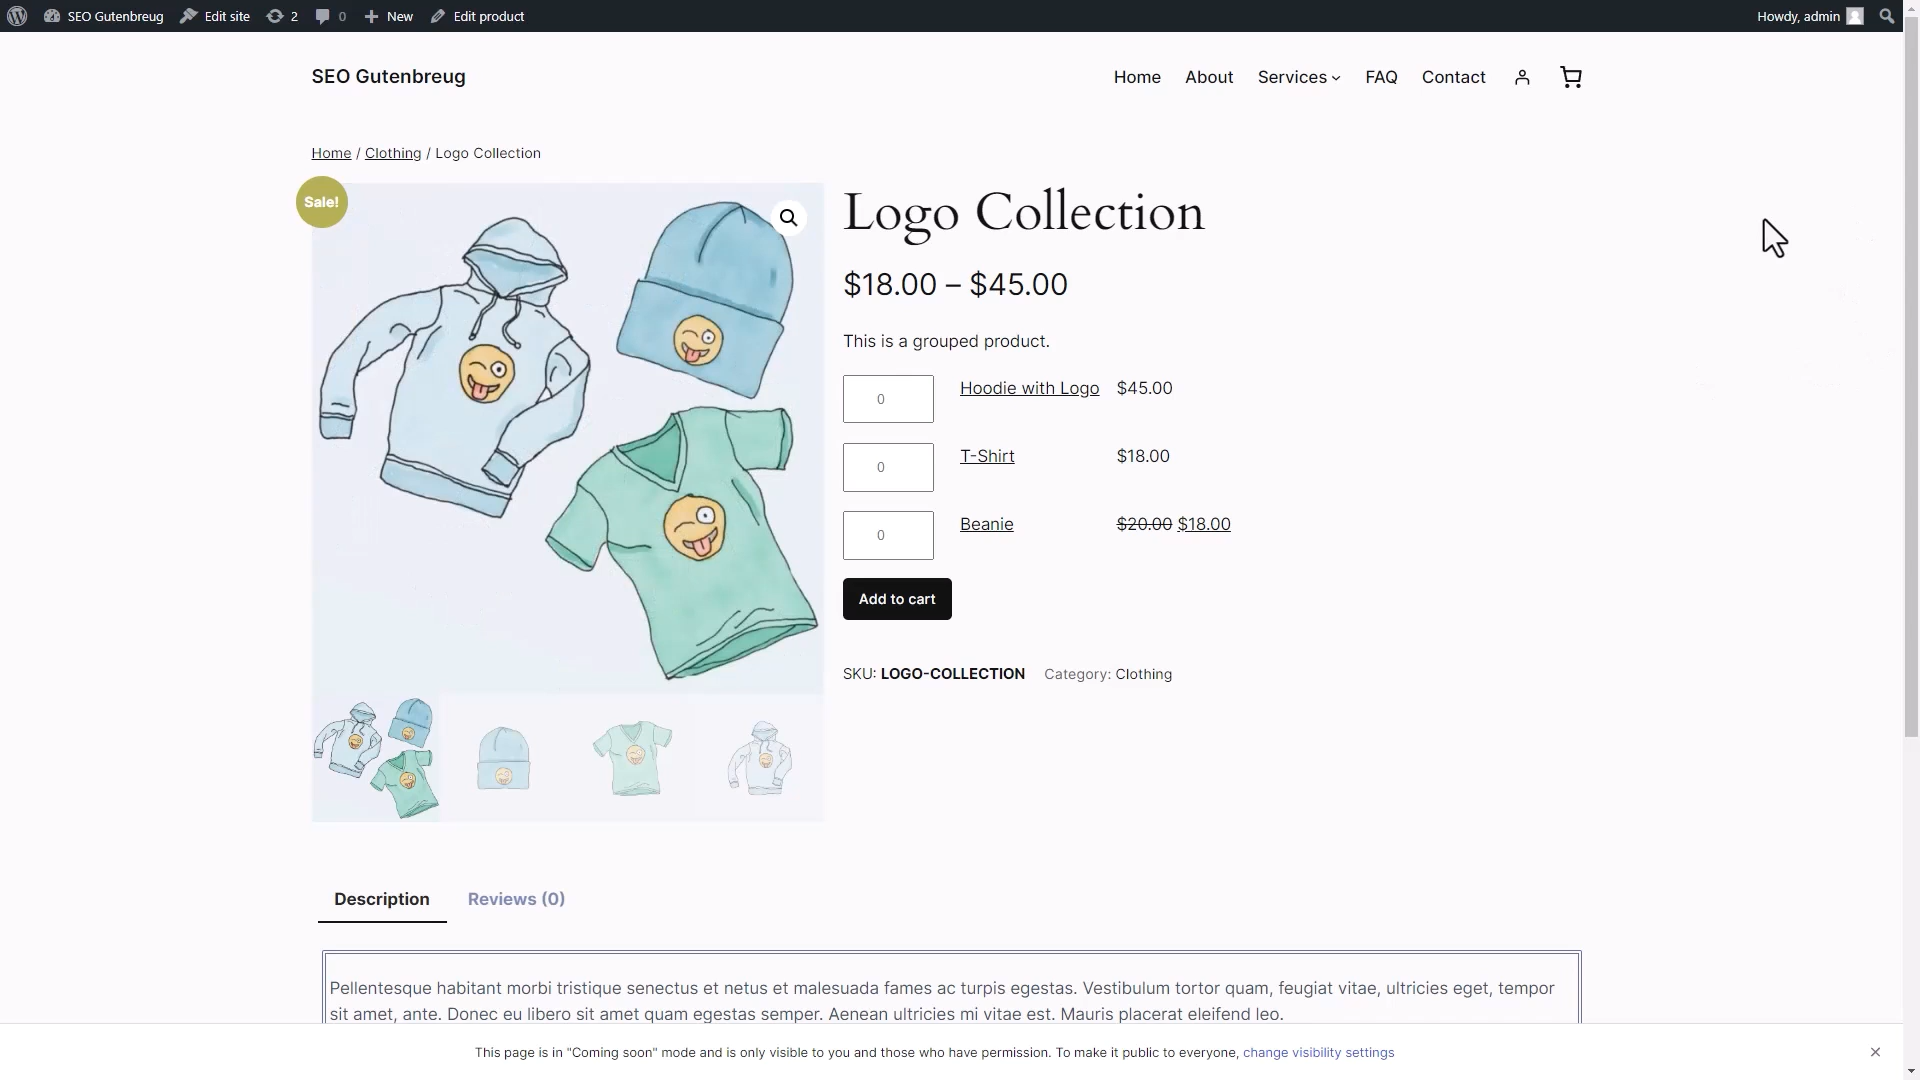 SEO Gutenbreug Edit site 2 0 New Edit product Howdy, admin
SEO Gutenbreug Home About Services FAQ Contact
Home / Clothing / Logo Collection
Sale!
Logo Collection
$18.00 – $45.00
This is a grouped product.
0 Hoodie with Logo $45.00
0 T-Shirt $18.00
0 Beanie $20.00 $18.00
Add to cart
SKU: LOGO-COLLECTION Category: Clothing
Description Reviews (0)
Pellentesque habitant morbi tristique senectus et netus et malesuada fames ac turpis egestas. Vestibulum tortor quam, feugiat vitae, ultricies eget, tempor
sit amet, ante. Donec eu libero sit amet quam egestas semper. Aenean ultricies mi vitae est. Mauris placerat eleifend leo.
This page is in "Coming soon" mode and is only visible to you and those who have permission. To make it public to everyone, change visibility settings